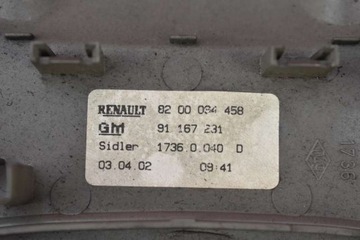 RENAULT 82 00 034 458
GM 91 167 231
Sidler 1736 0.040 D
03.04.02 09:41